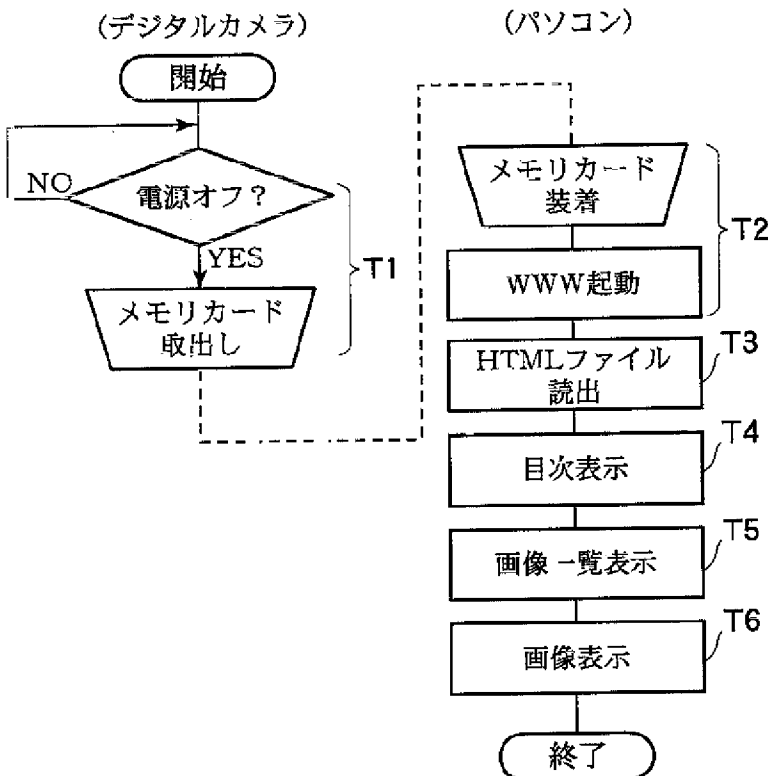 (デジタルカメラ)
開始
NO
電源オフ?
YES
T1
メモリカード
取出し
(パソコン)
メモリカード
装着
WWW起動
T2
HTMLファイル
読出
T3
目次表示
T4
画像一覧表示
T5
画像表示
T6
終了